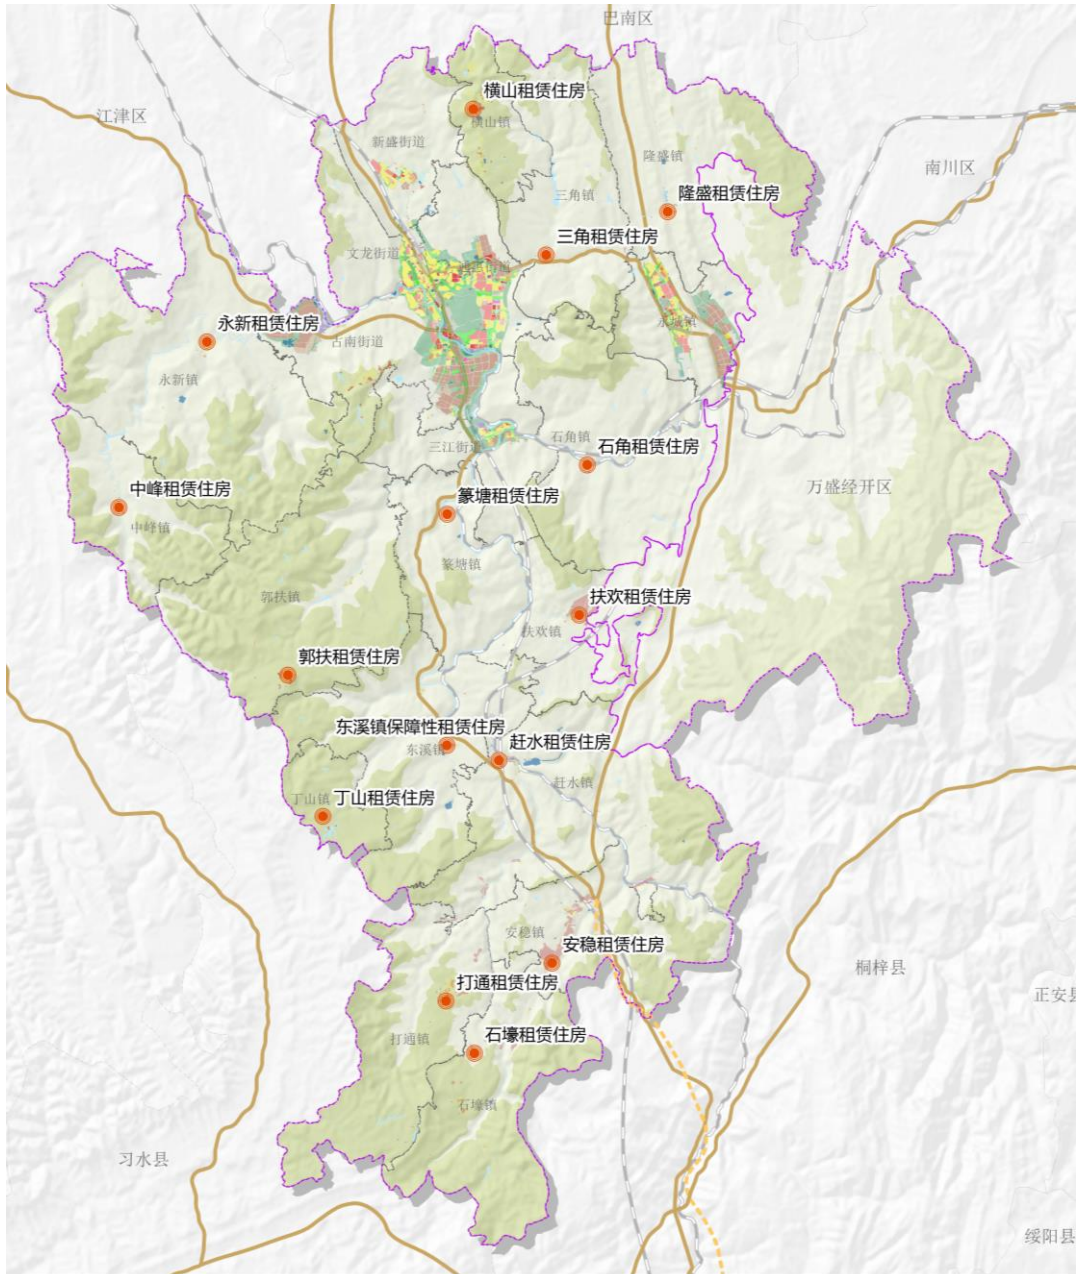 巴南区
横山租赁住房
江津区
横山镇
新盛街道
隆盛镇
南川区
隆盛租赁住房
三角镇
三角租赁住房
文龙街道
永新租赁住房
古南街道
永城镇
永新镇
石角镇
三江街道
石角租赁住房
中峰租赁住房
万盛经开区
篆塘租赁住房
中峰镇
篆塘镇
郭扶镇
扶欢租赁住房
扶欢镇
郭扶租赁住房
东溪镇保障性租赁住房
赶水租赁住房
东溪镇
赶水镇
丁山镇
丁山租赁住房
安稳镇
安稳租赁住房
桐梓县
打通租赁住房
正安县
石壕租赁住房
打通镇
石壕镇
习水县
绥阳县